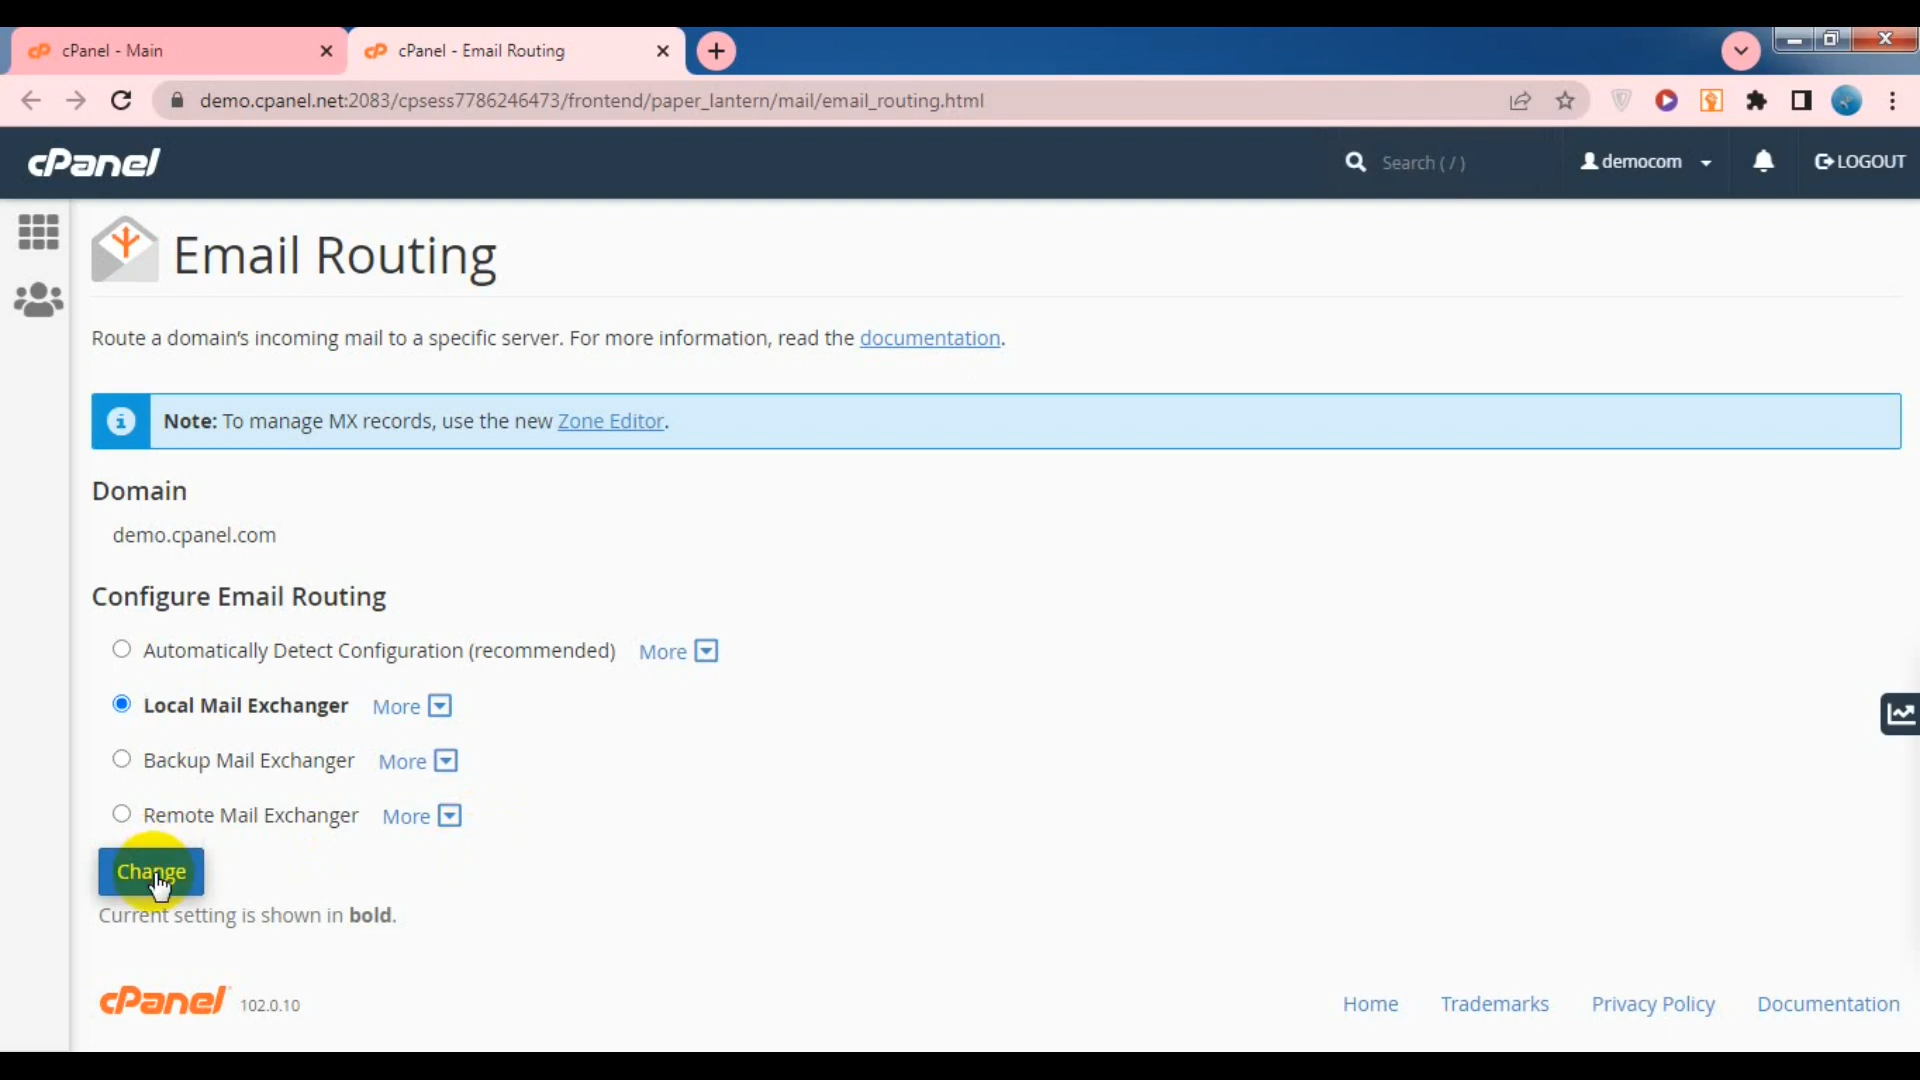 cPanel - Main
cPanel - Email Routing
demo.cpanel.net:2083/cpsess7786246473/frontend/paper_lantern/mail/email_routing.html
cPanel
Search ( / )
democom
LOGOUT
Email Routing
Route a domain's incoming mail to a specific server. For more information, read the documentation.
Note: To manage MX records, use the new Zone Editor.
Domain
demo.cpanel.com
Configure Email Routing
Automatically Detect Configuration (recommended) More
Local Mail Exchanger More
Backup Mail Exchanger More
Remote Mail Exchanger More
Change
Current setting is shown in bold.
cPanel 102.0.10
Home Trademarks Privacy Policy Documentation